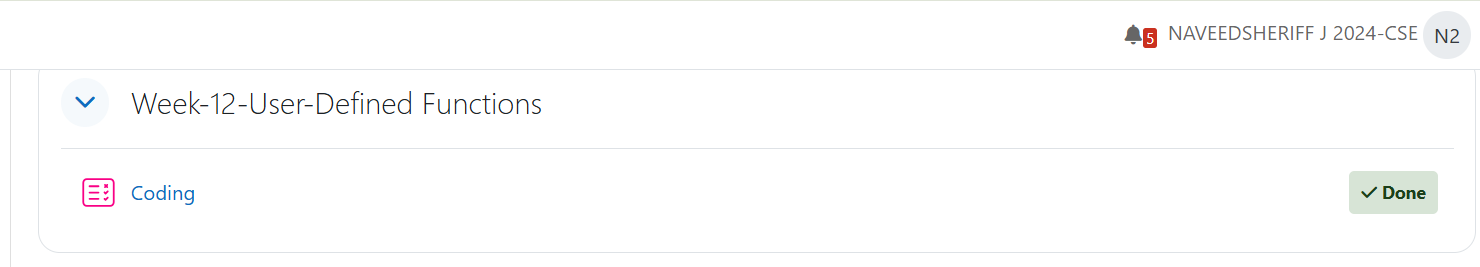 5
NAVEEDSHERIFF J 2024-CSE
N2
Week-12-User-Defined Functions
Coding
Done